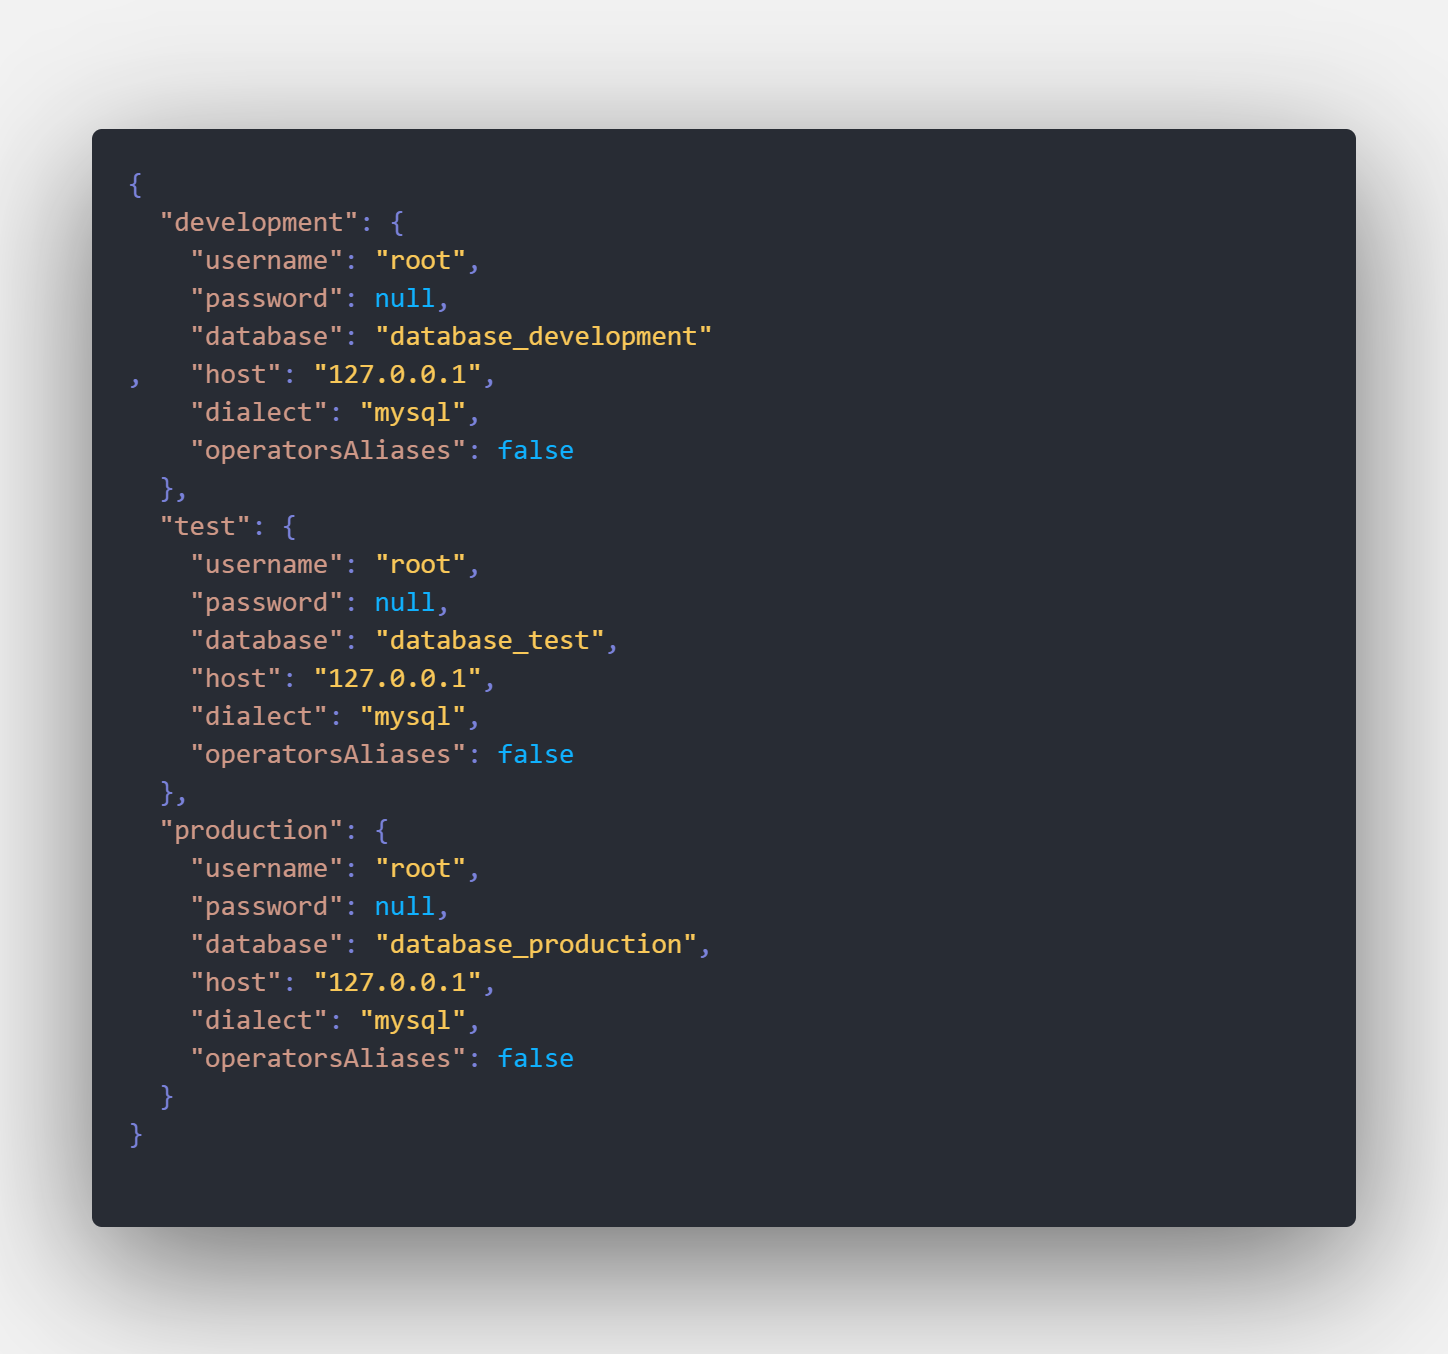 {
  "development": {
    "username": "root",
    "password": null,
    "database": "database_development"
,   "host": "127.0.0.1",
    "dialect": "mysql",
    "operatorsAliases": false
  },
  "test": {
    "username": "root",
    "password": null,
    "database": "database_test",
    "host": "127.0.0.1",
    "dialect": "mysql",
    "operatorsAliases": false
  },
  "production": {
    "username": "root",
    "password": null,
    "database": "database_production",
    "host": "127.0.0.1",
    "dialect": "mysql",
    "operatorsAliases": false
  }
}